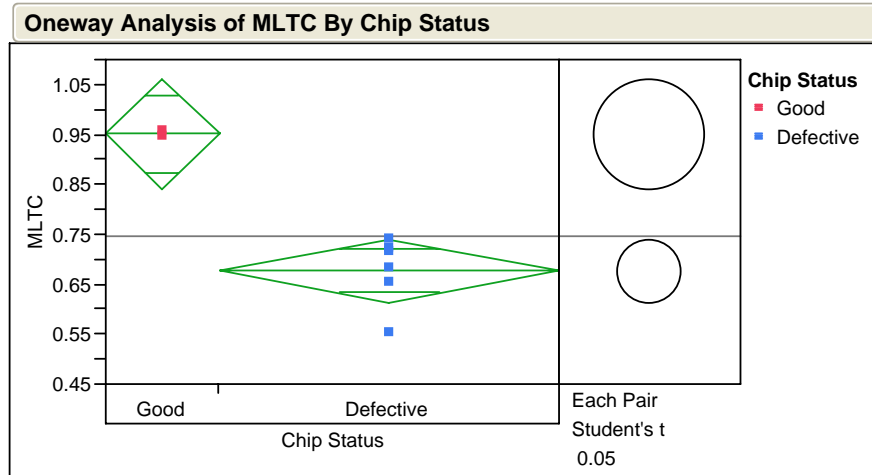 Oneway Analysis of MLTC By Chip Status
1.05
0.95
0.85
0.75
0.65
0.55
0.45
MLTC
Good
Defective
Chip Status
Each Pair
Student's t
0.05
Chip Status
Good
Defective